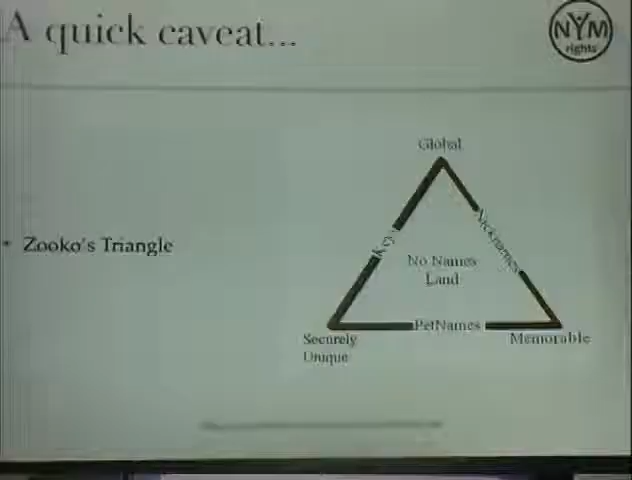 A quick caveat...
NYM
rights
• Zooko's Triangle
Global
Keys
Nicknames
No Names
Land
PetNames
Securely
Unique
Memorable